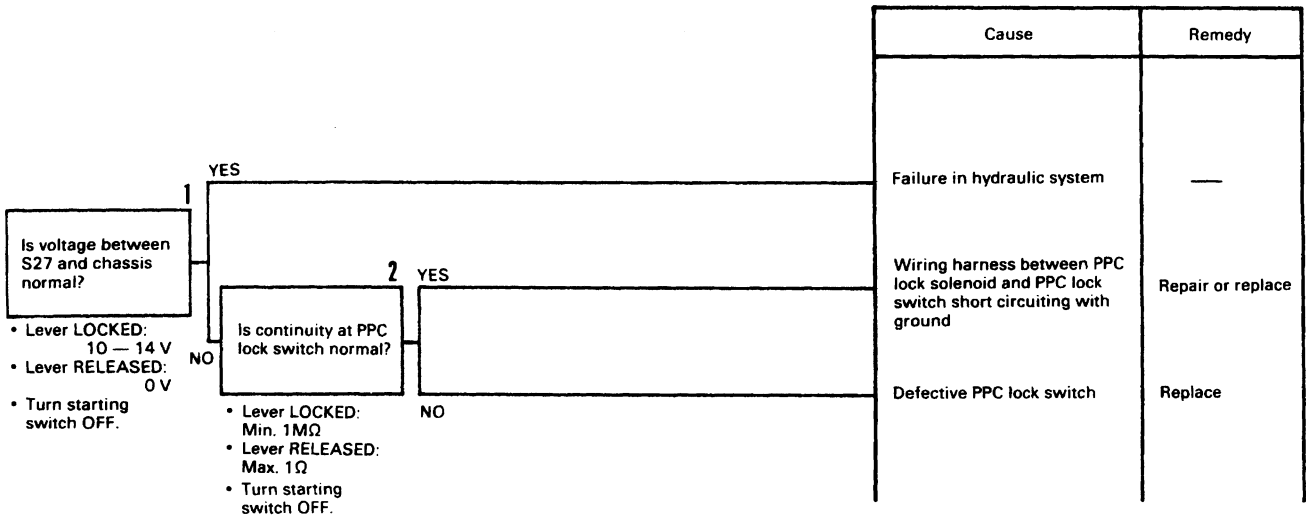 Cause
Remedy
YES
1
Failure in hydraulic system
—
Is voltage between
S27 and chassis
normal?
• Lever LOCKED:
10 — 14 V
• Lever RELEASED:
0 V
• Turn starting
switch OFF.
NO
2
YES
Is continuity at PPC
lock switch normal?
• Lever LOCKED:
Min. 1MΩ
• Lever RELEASED:
Max. 1Ω
• Turn starting
switch OFF.
Wiring harness between PPC
lock solenoid and PPC lock
switch short circuiting with
ground
Repair or replace
NO
Defective PPC lock switch
Replace